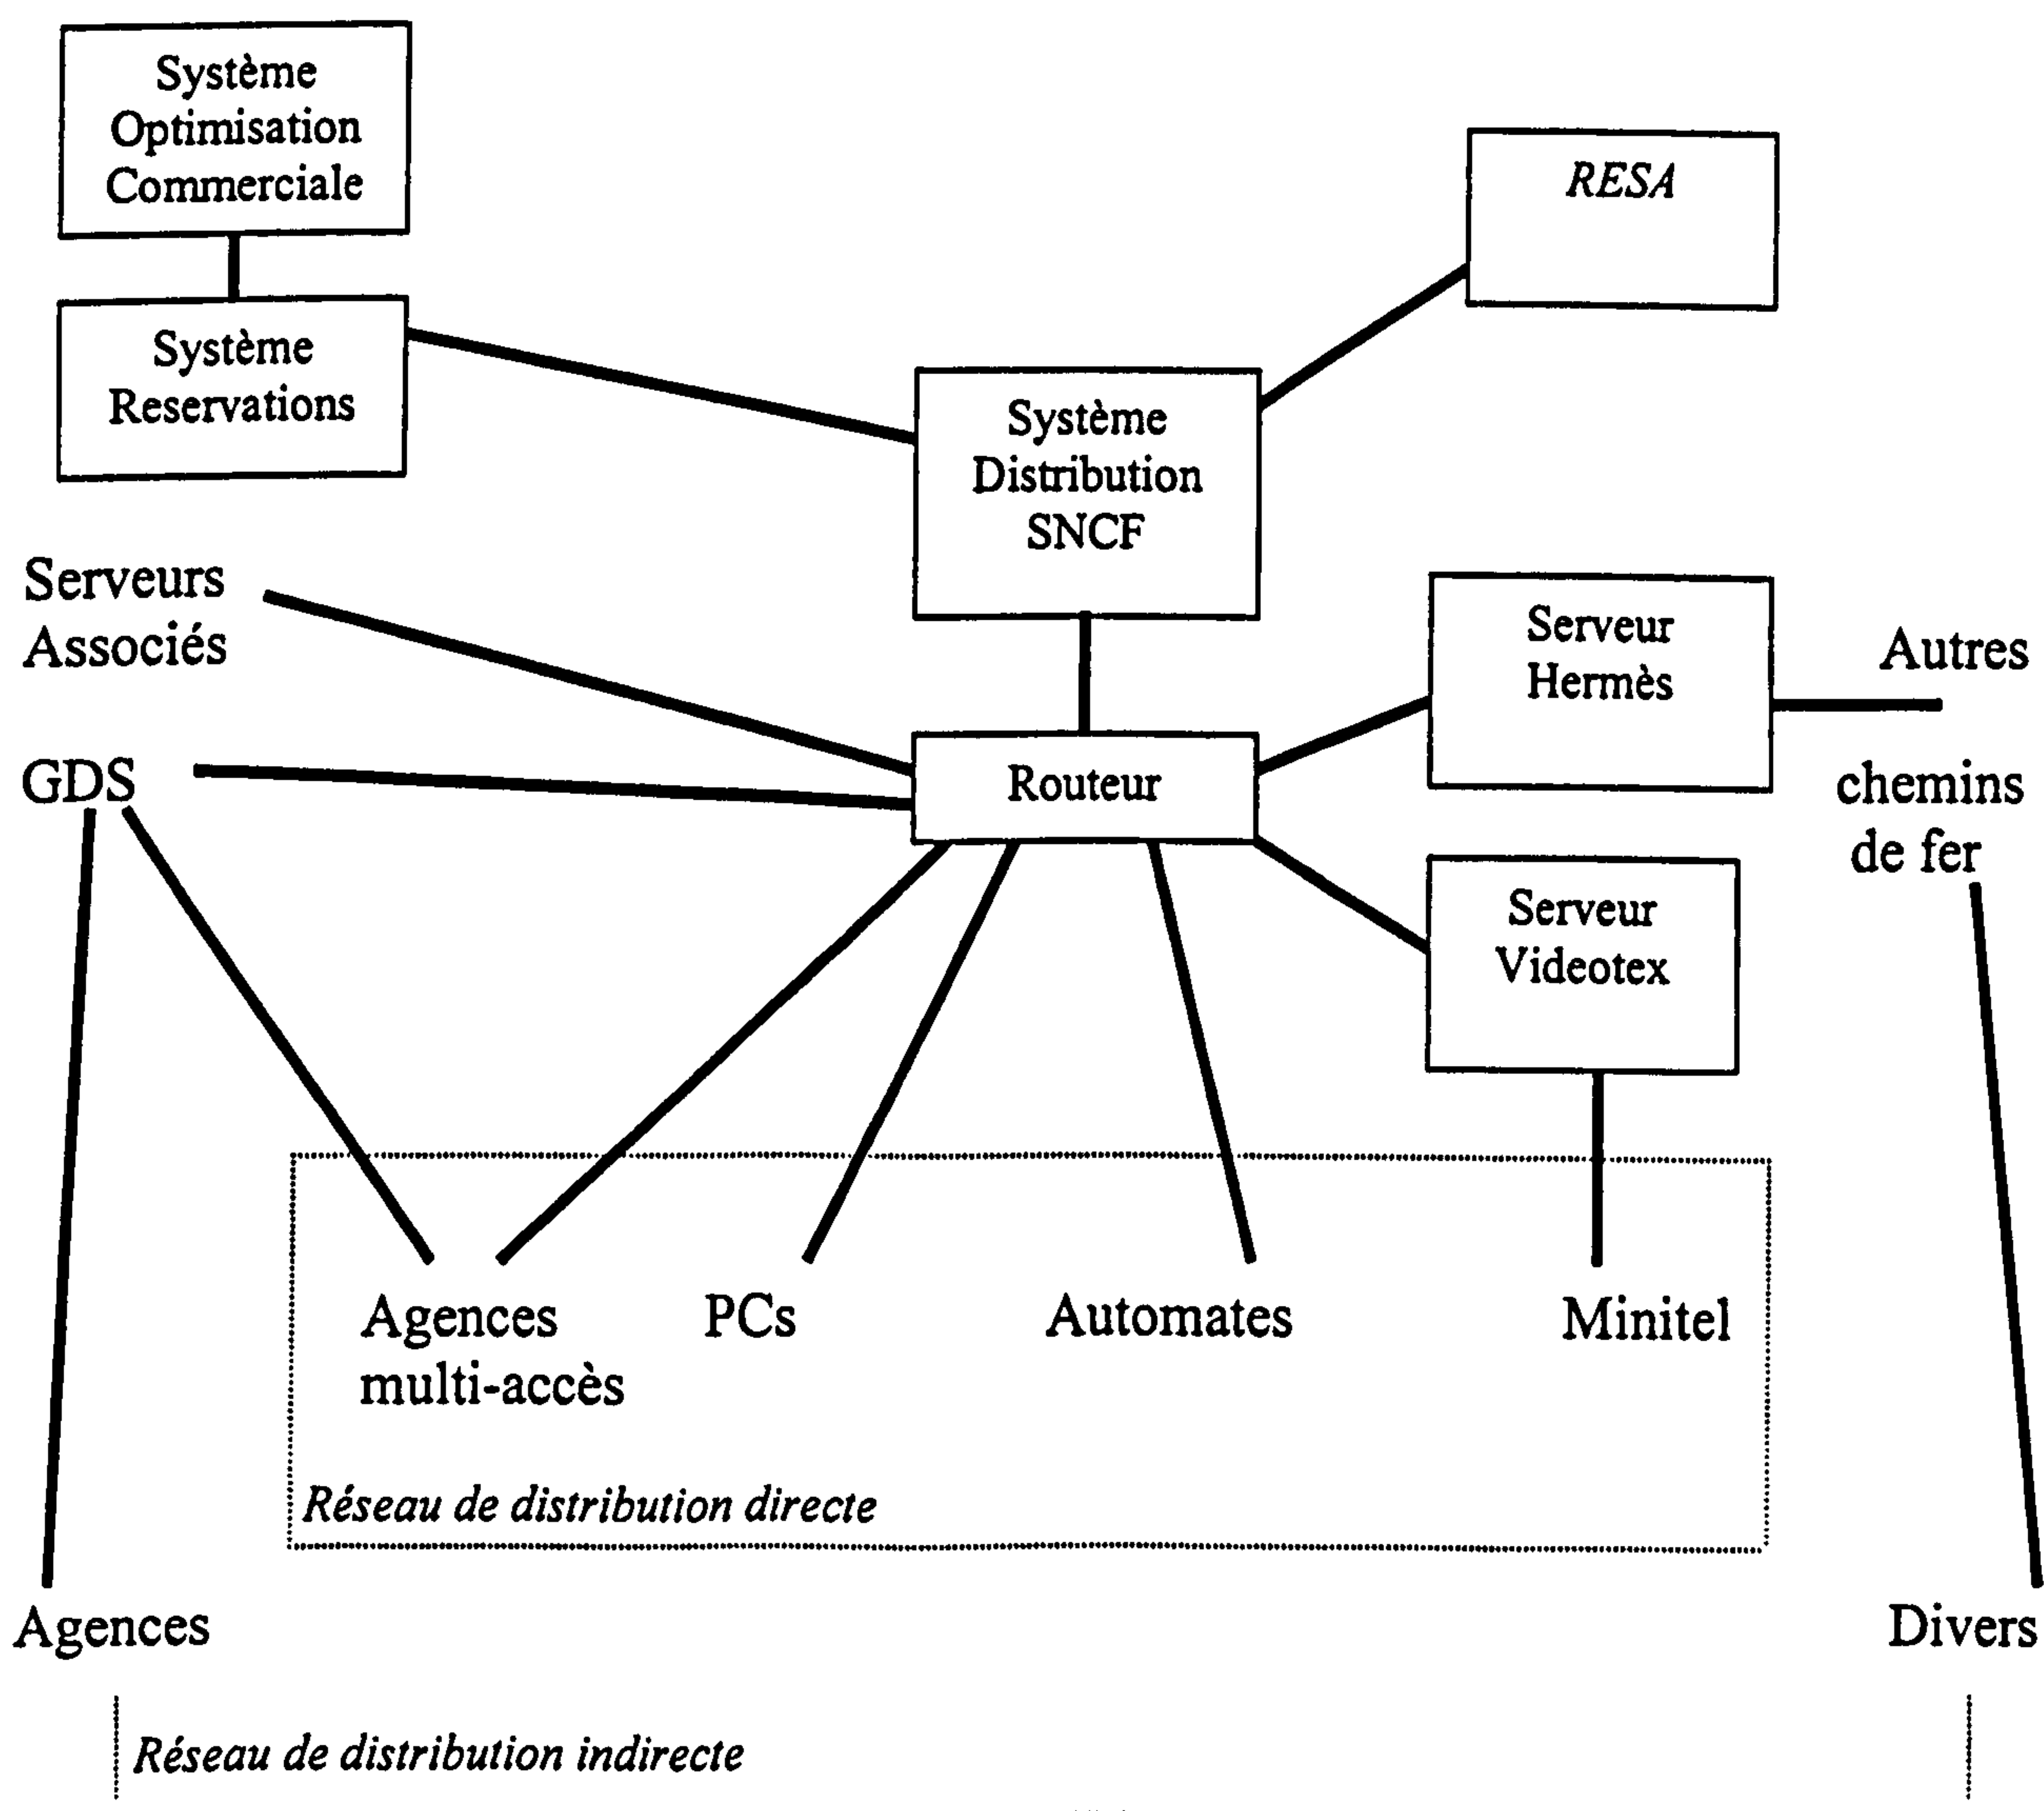 Système
Optimisation
Commerciale
RESA
Système
Reservations
Système
Distribution
SNCF
Serveurs
Associés
Serveur
Hermès
Autres
GDS
Routeur
chemins
de fer
Serveur
Videotex
Agences
multi-accès
PCs
Automates
Minitel
Réseau de distribution directe
Agences
Divers
Réseau de distribution indirecte